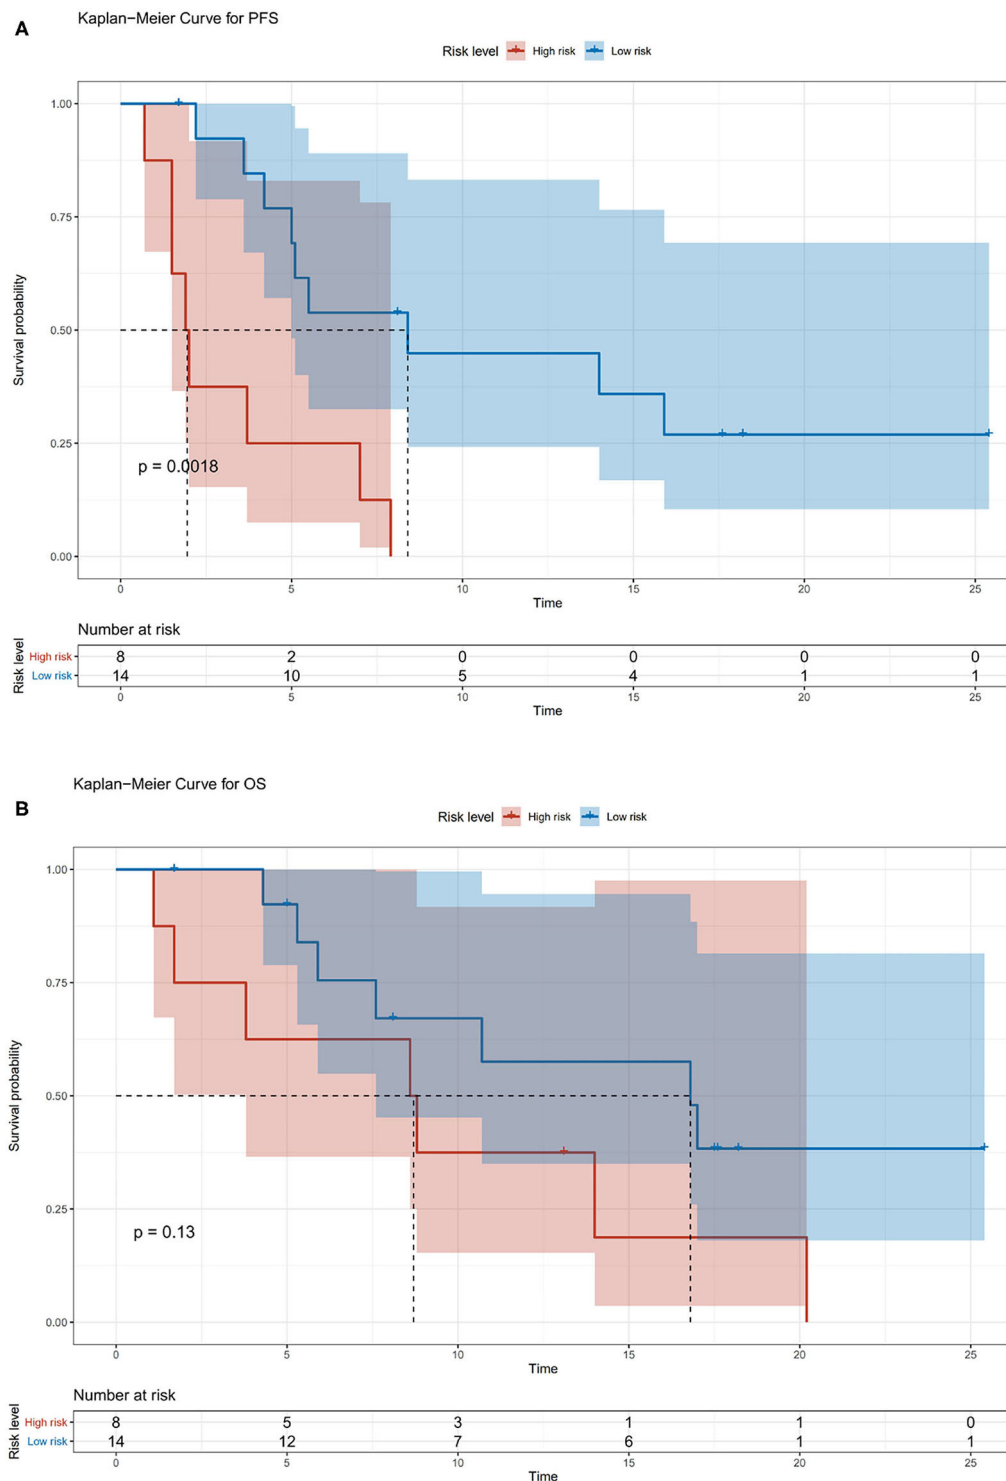 A
Kaplan−Meier Curve for PFS
Risk level High risk Low risk
1.00
0.75
0.50
0.25
0.00
Survival probability
p = 0.0018
0 5 10 15 20 25
Time
Number at risk
Risk level
High risk 8 2 0 0 0 0
Low risk 14 10 5 4 1 1
0 5 10 15 20 25
Time
Kaplan−Meier Curve for OS
B
Risk level High risk Low risk
1.00
0.75
0.50
0.25
0.00
Survival probability
p = 0.13
0 5 10 15 20 25
Time
Number at risk
Risk level
High risk 8 5 3 1 1 0
Low risk 14 12 7 6 1 1
0 5 10 15 20 25
Time